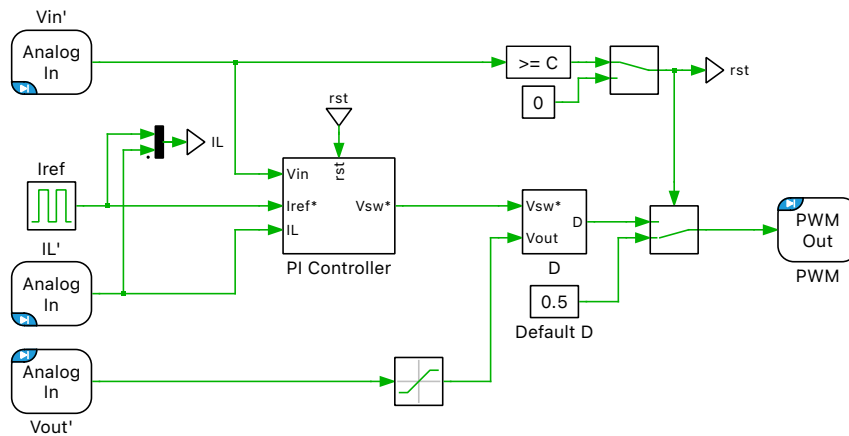 Vin'
Analog
In
>= C
rst
0
rst
IL
Iref
rst
Vin
Iref*
Vsw*
IL
PI Controller
Vsw*
D
Vout
D
PWM
Out
PWM
IL'
Analog
In
0.5
Default D
Analog
In
Vout'